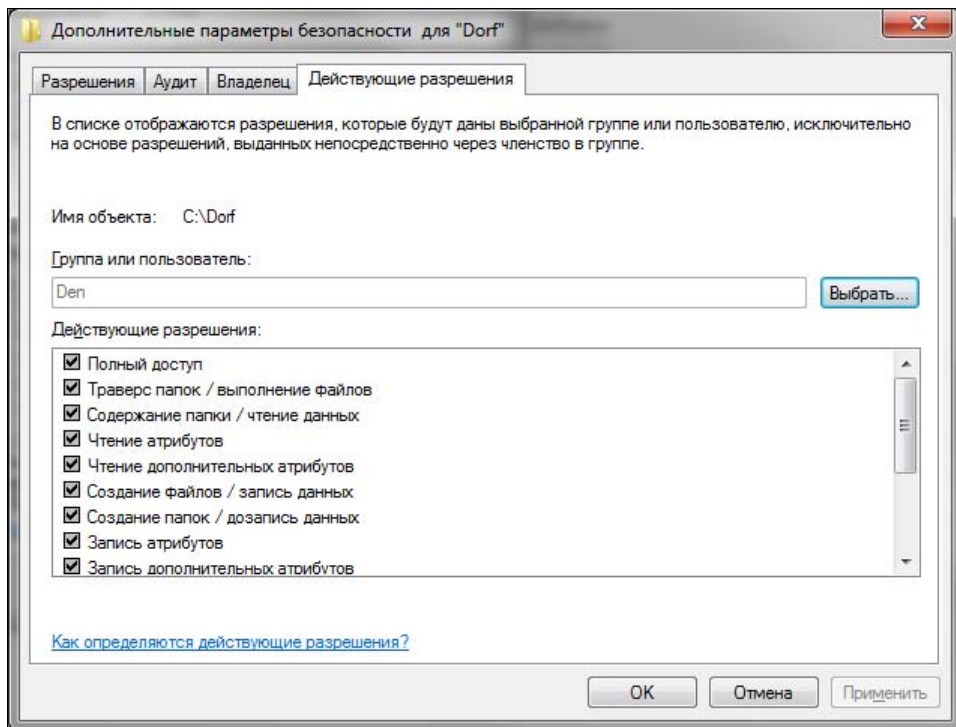 Дополнительные параметры безопасности для "Dorf"
Разрешения Аудит Владелец Действующие разрешения
В списке отображаются разрешения, которые будут даны выбранной группе или пользователю, исключительно
на основе разрешений, выданных непосредственно через членство в группе.
Имя объекта: C:\Dorf
Группа или пользователь:
Den Выбрать...
Действующие разрешения:
Полный доступ
Траверс папок / выполнение файлов
Содержание папки / чтение данных
Чтение атрибутов
Чтение дополнительных атрибутов
Создание файлов / запись данных
Создание папок / дозапись данных
Запись атрибутов
Запись дополнительных атрибутов
Как определяются действующие разрешения?
OK Отмена Применить